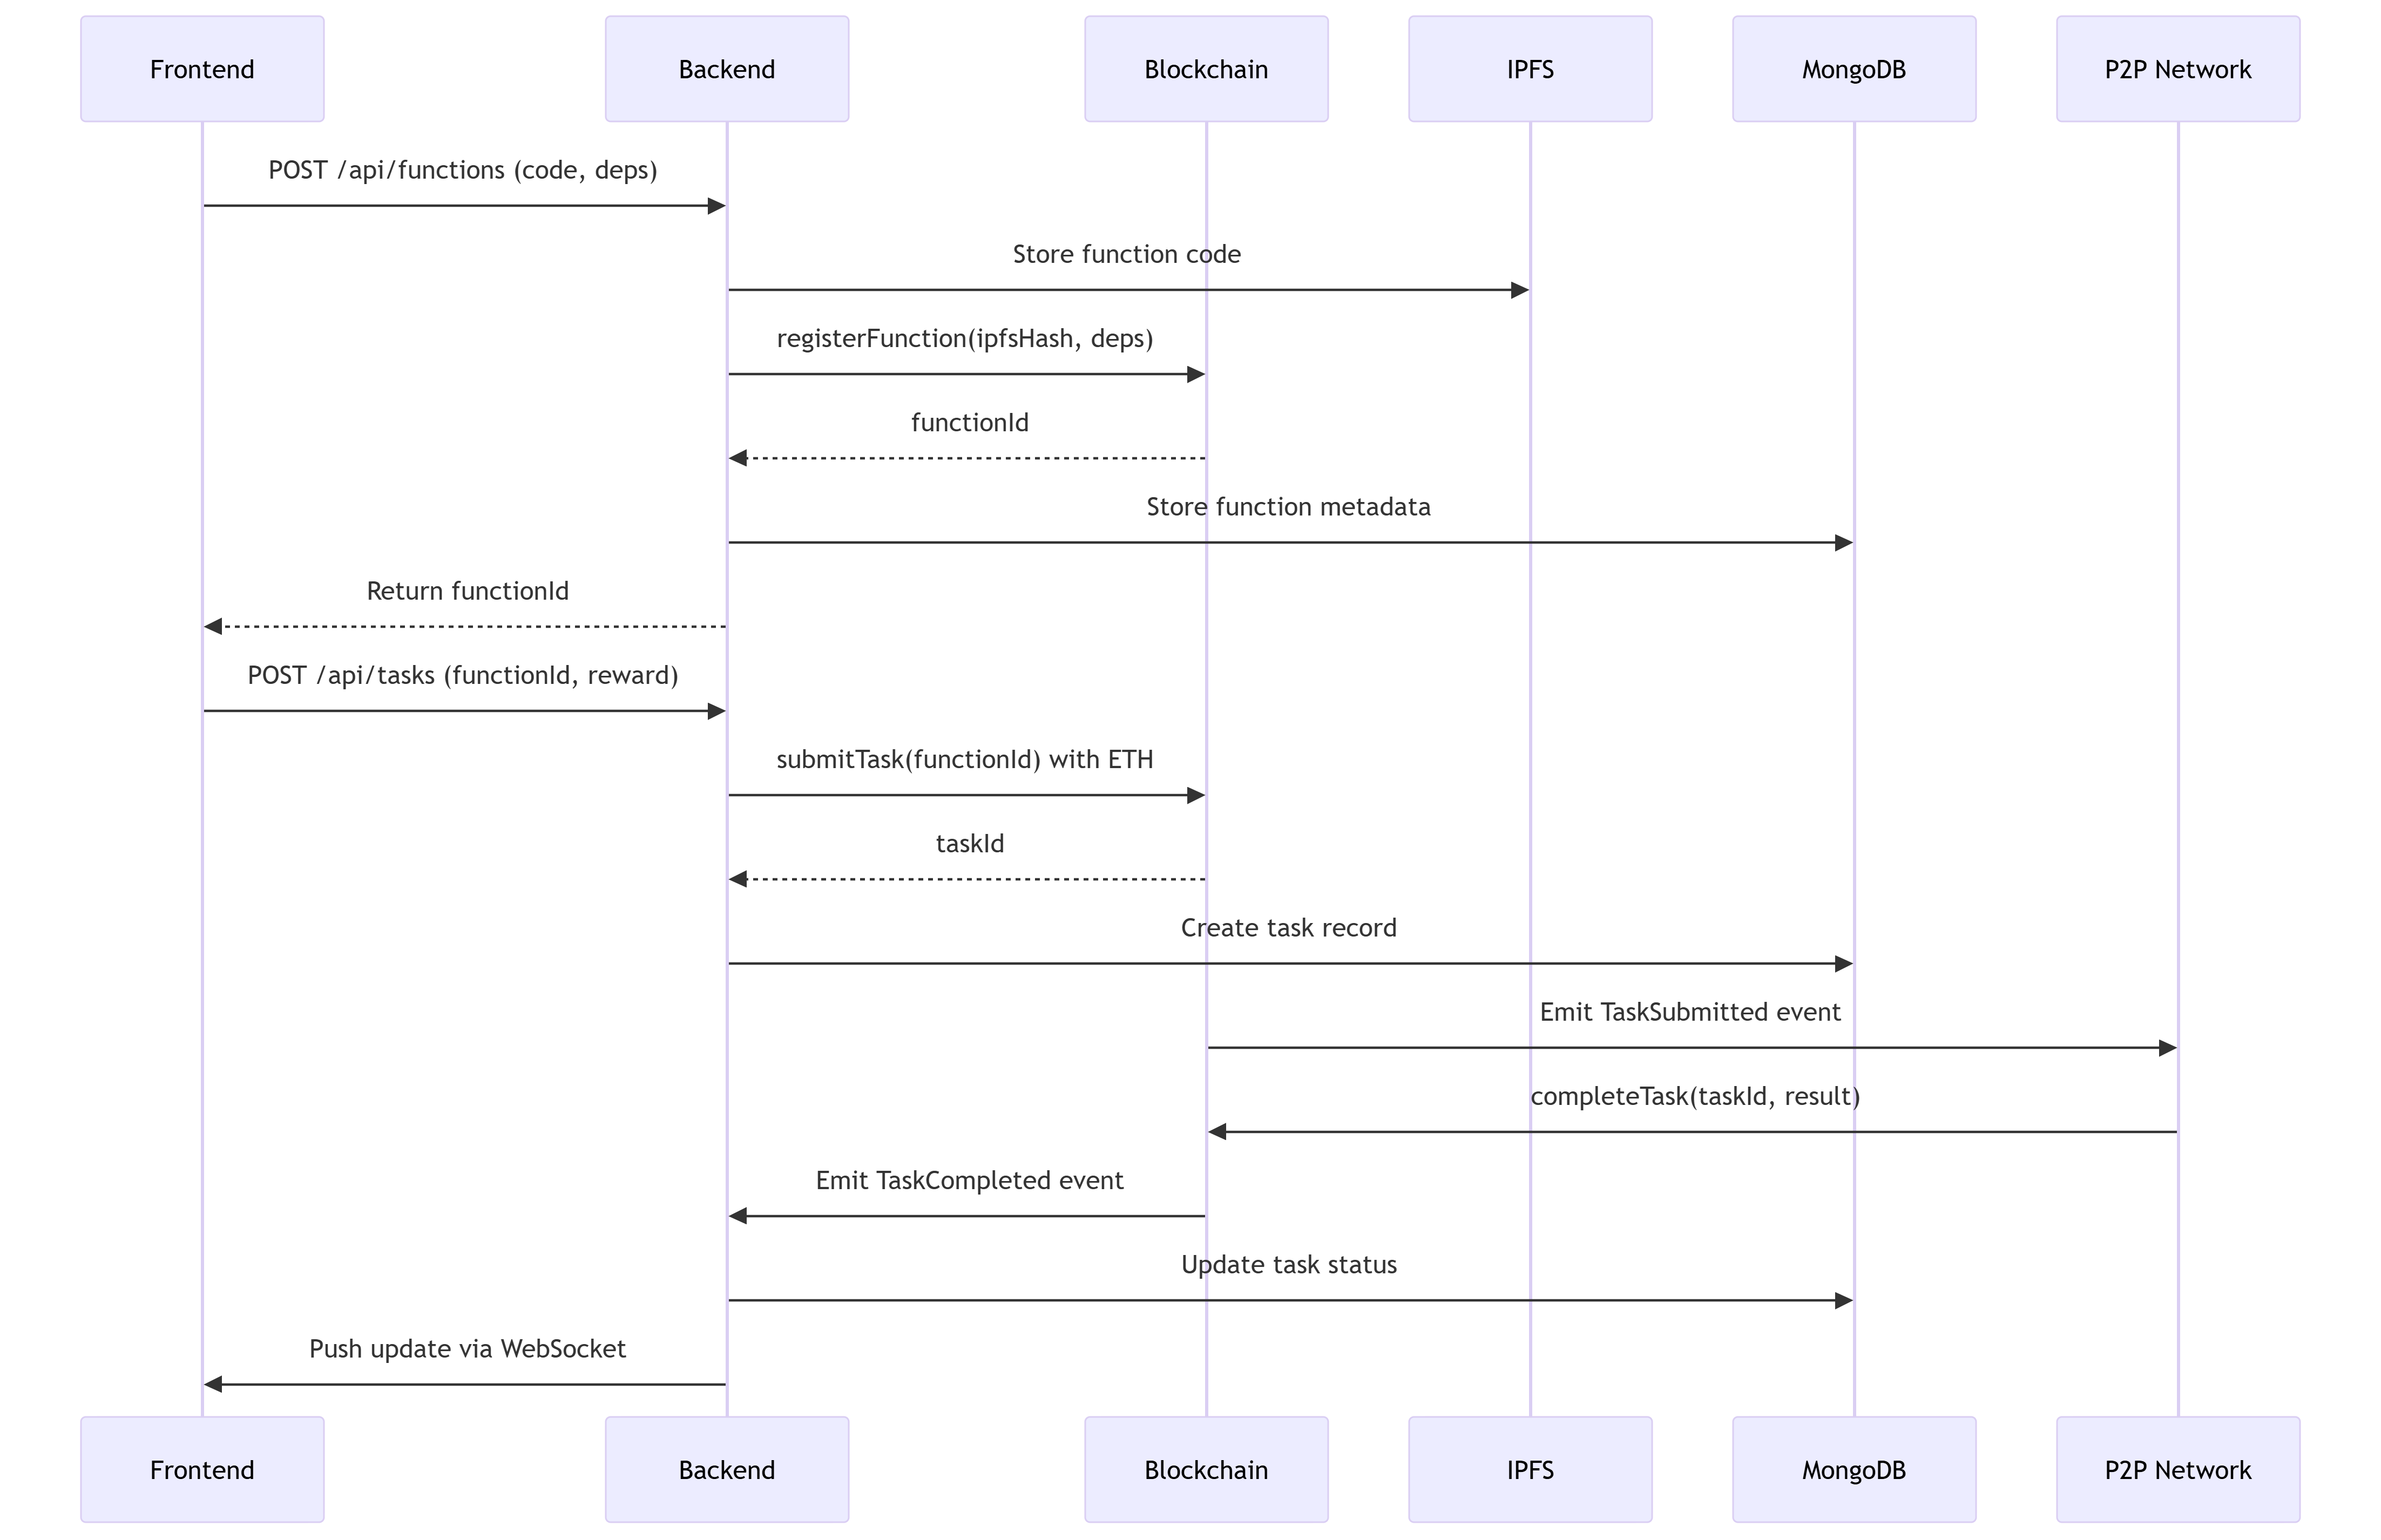 Frontend
Backend
Blockchain
IPFS
MongoDB
P2P Network
POST /api/functions (code, deps)
Store function code
registerFunction(ipfsHash, deps)
functionId
Store function metadata
Return functionId
POST /api/tasks (functionId, reward)
submitTask(functionId) with ETH
taskId
Create task record
Emit TaskSubmitted event
completeTask(taskId, result)
Emit TaskCompleted event
Update task status
Push update via WebSocket
Frontend
Backend
Blockchain
IPFS
MongoDB
P2P Network